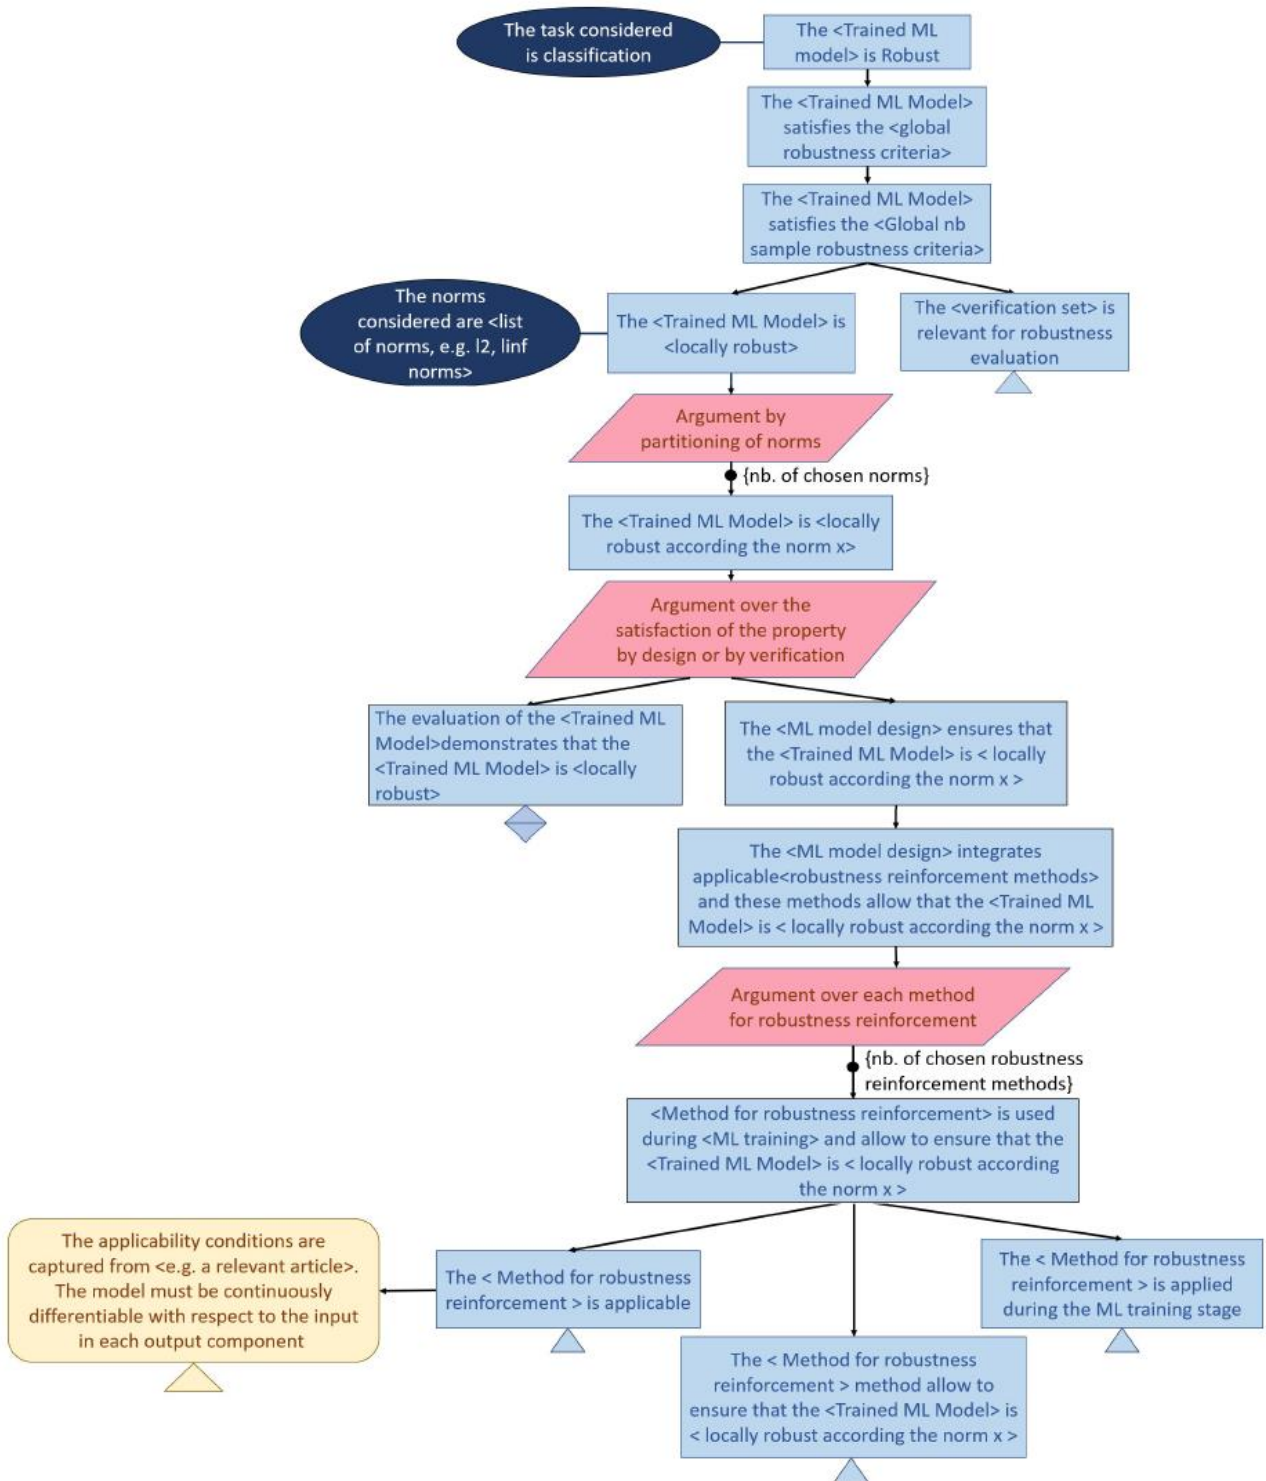 The task considered
is classification
The <Trained ML
model> is Robust
The <Trained ML Model>
satisfies the <global
robustness criteria>
The <Trained ML Model>
satisfies the <Global nb
sample robustness criteria>
The norms
considered are <list
of norms, e.g. l2, linf
norms>
The <Trained ML Model> is
<locally robust>
The <verification set> is
relevant for robustness
evaluation
Argument by
partitioning of norms
{nb. of chosen norms}
The <Trained ML Model> is <locally
robust according the norm x>
Argument over the
satisfaction of the property
by design or by verification
The evaluation of the <Trained ML
Model>demonstrates that the
<Trained ML Model> is <locally
robust>
The <ML model design> ensures that
the <Trained ML Model> is < locally
robust according the norm x >
The <ML model design> integrates
applicable<robustness reinforcement methods>
and these methods allow that the <Trained ML
Model> is < locally robust according the norm x >
Argument over each method
for robustness reinforcement
{nb. of chosen robustness
reinforcement methods}
<Method for robustness reinforcement> is used
during <ML training> and allow to ensure that the
<Trained ML Model> is < locally robust according
the norm x >
The applicability conditions are
captured from <e.g. a relevant article>.
The model must be continuously
differentiable with respect to the input
in each output component
The < Method for robustness
reinforcement > is applicable
The < Method for robustness
reinforcement > is applied
during the ML training stage
The < Method for robustness
reinforcement > method allow to
ensure that the <Trained ML Model> is
< locally robust according the norm x >